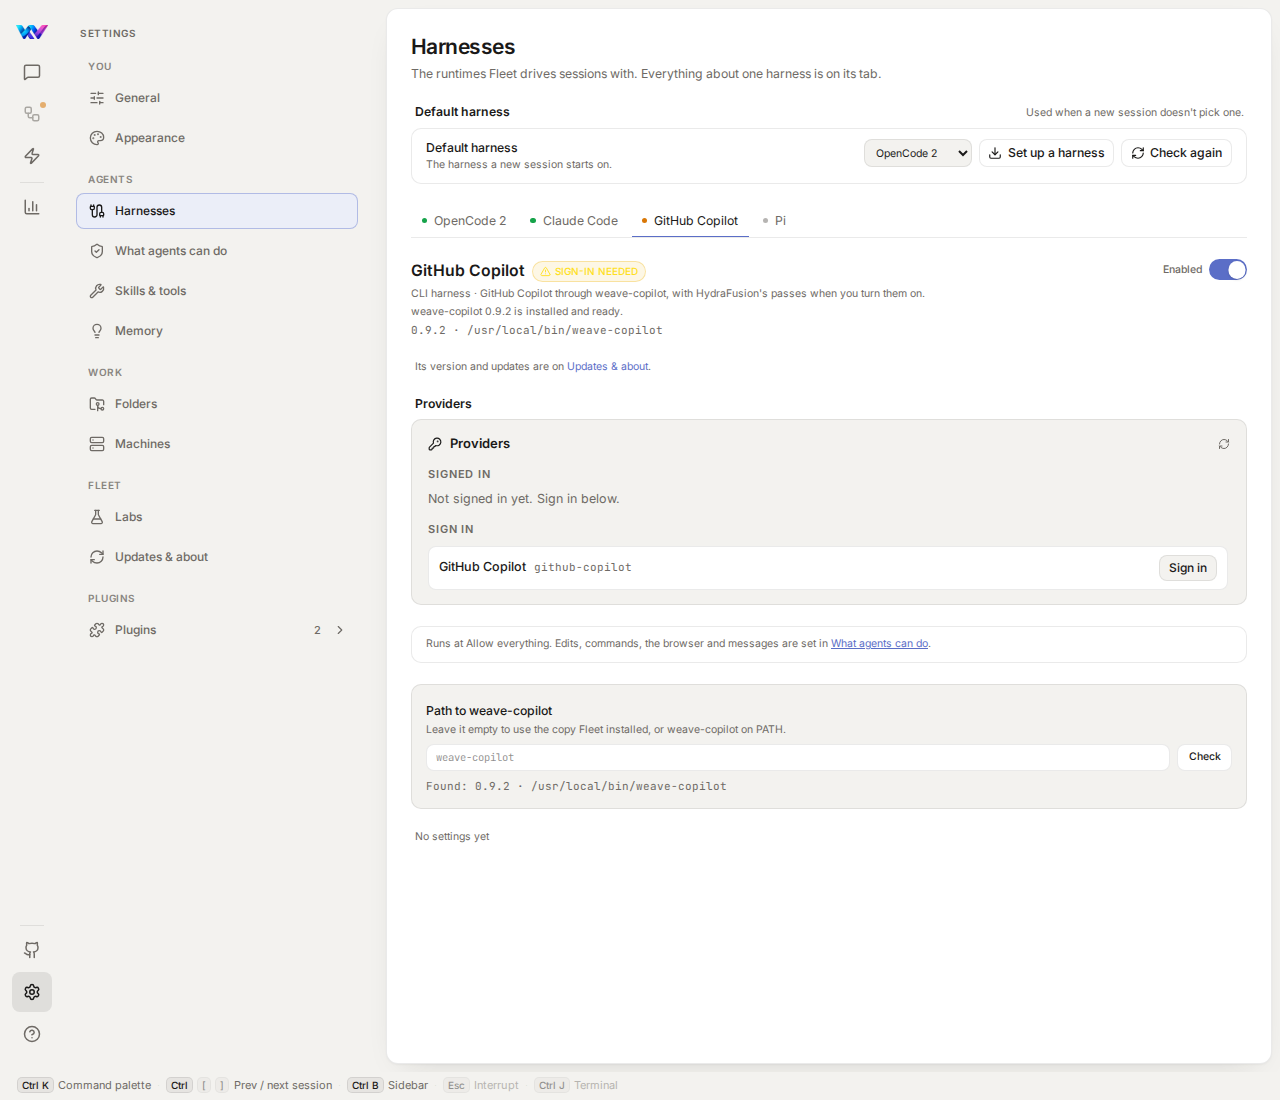 SETTINGS
YOU
General
Appearance
AGENTS
Harnesses
What agents can do
Skills & tools
Memory
WORK
Folders
Machines
FLEET
Labs
Updates & about
PLUGINS
Plugins 2
Harnesses
The runtimes Fleet drives sessions with. Everything about one harness is on its tab.
Default harness
Used when a new session doesn't pick one.
Default harness
The harness a new session starts on.
OpenCode 2
Set up a harness
Check again
OpenCode 2
Claude Code
GitHub Copilot
Pi
GitHub Copilot
SIGN-IN NEEDED
Enabled
CLI harness · GitHub Copilot through weave-copilot, with HydraFusion's passes when you turn them on.
weave-copilot 0.9.2 is installed and ready.
0.9.2 · /usr/local/bin/weave-copilot
Its version and updates are on Updates & about.
Providers
Providers
SIGNED IN
Not signed in yet. Sign in below.
SIGN IN
GitHub Copilot github-copilot
Sign in
Runs at Allow everything. Edits, commands, the browser and messages are set in What agents can do.
Path to weave-copilot
Leave it empty to use the copy Fleet installed, or weave-copilot on PATH.
weave-copilot
Check
Found: 0.9.2 · /usr/local/bin/weave-copilot
No settings yet
Ctrl K Command palette Ctrl [ ] Prev / next session Ctrl B Sidebar Esc Interrupt Ctrl J Terminal